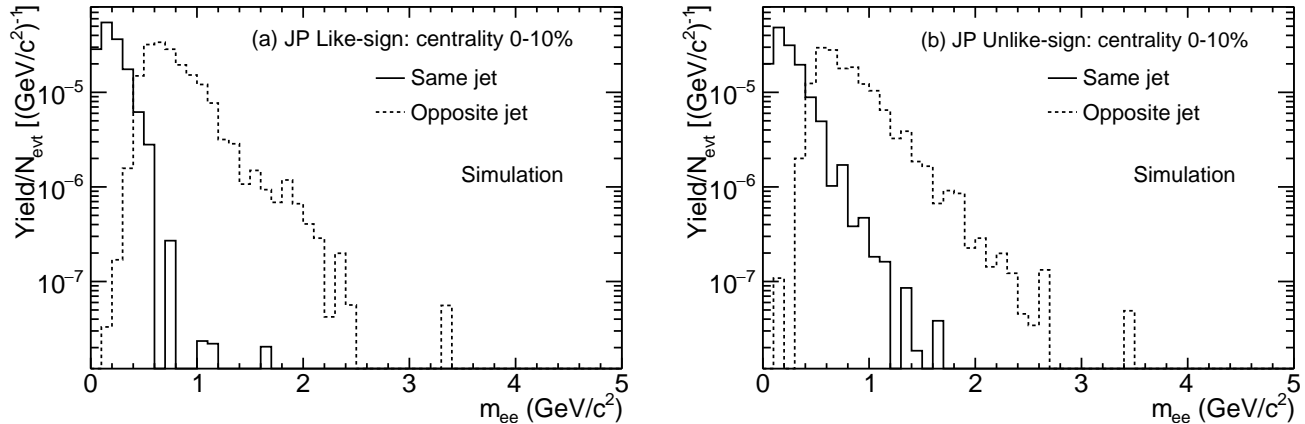 (a) JP Like-sign: centrality 0-10%
Same jet
Opposite jet
Simulation
Yield/N_evt [(GeV/c²)⁻¹]
10⁻⁵
10⁻⁶
10⁻⁷
0 1 2 3 4 5
m_ee (GeV/c²)
(b) JP Unlike-sign: centrality 0-10%
Same jet
Opposite jet
Simulation
Yield/N_evt [(GeV/c²)⁻¹]
10⁻⁵
10⁻⁶
10⁻⁷
0 1 2 3 4 5
m_ee (GeV/c²)